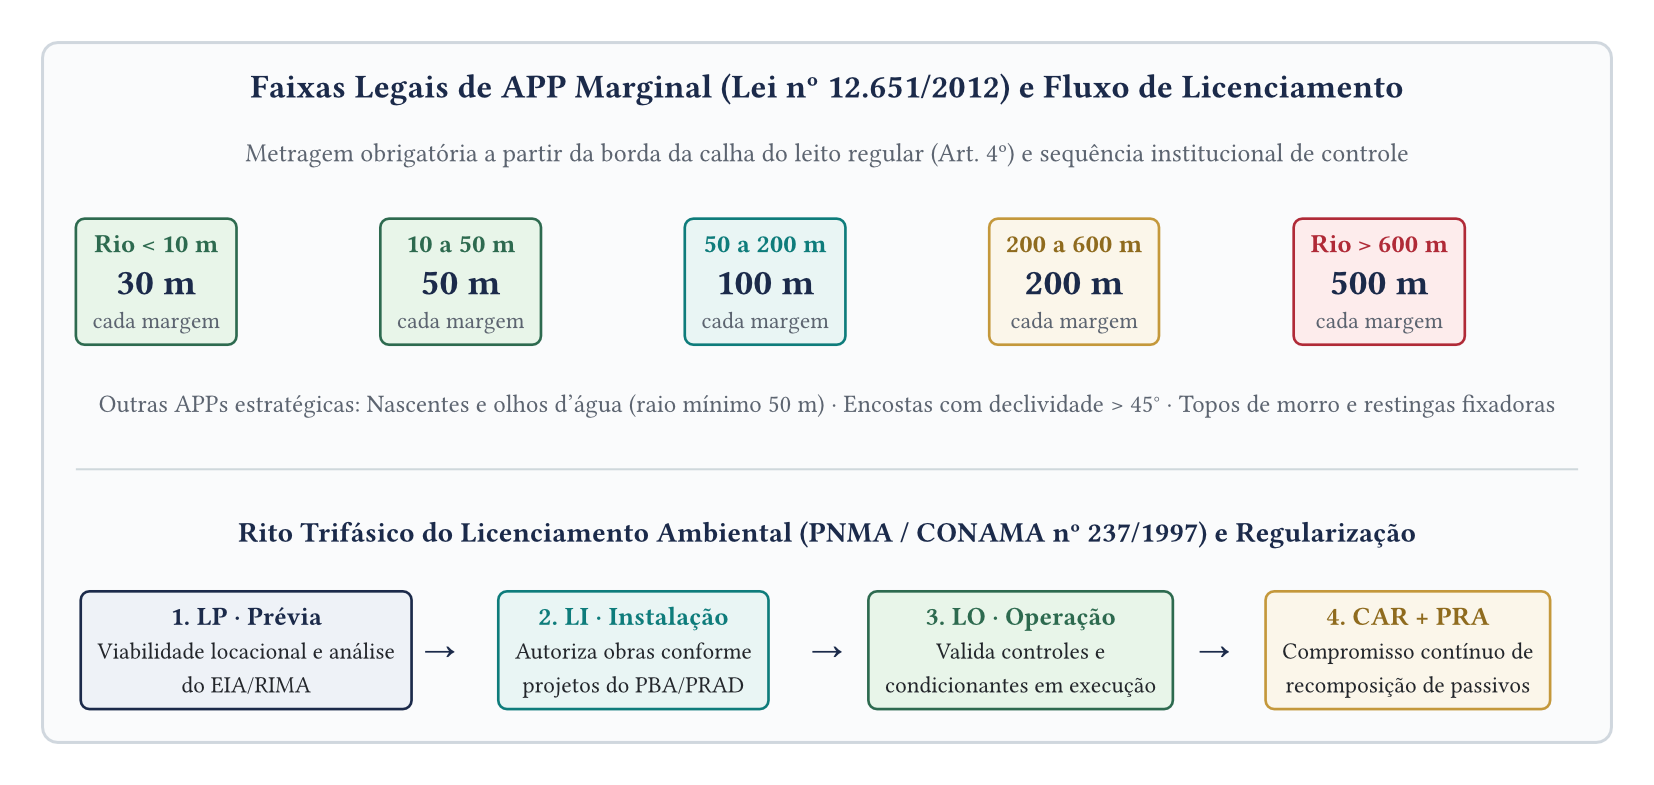 Faixas Legais de APP Marginal (Lei nº 12.651/2012) e Fluxo de Licenciamento
Metragem obrigatória a partir da borda da calha do leito regular (Art. 4º) e sequência institucional de controle
Rio < 10 m
30 m
cada margem
10 a 50 m
50 m
cada margem
50 a 200 m
100 m
cada margem
200 a 600 m
200 m
cada margem
Rio > 600 m
500 m
cada margem
Outras APPs estratégicas: Nascentes e olhos d’água (raio mínimo 50 m) · Encostas com declividade > 45° · Topos de morro e restingas fixadoras
Rito Trifásico do Licenciamento Ambiental (PNMA / CONAMA nº 237/1997) e Regularização
1. LP · Prévia
Viabilidade locacional e análise
do EIA/RIMA
→
2. LI · Instalação
Autoriza obras conforme
projetos do PBA/PRAD
→
3. LO · Operação
Valida controles e
condicionantes em execução
→
4. CAR + PRA
Compromisso contínuo de
recomposição de passivos